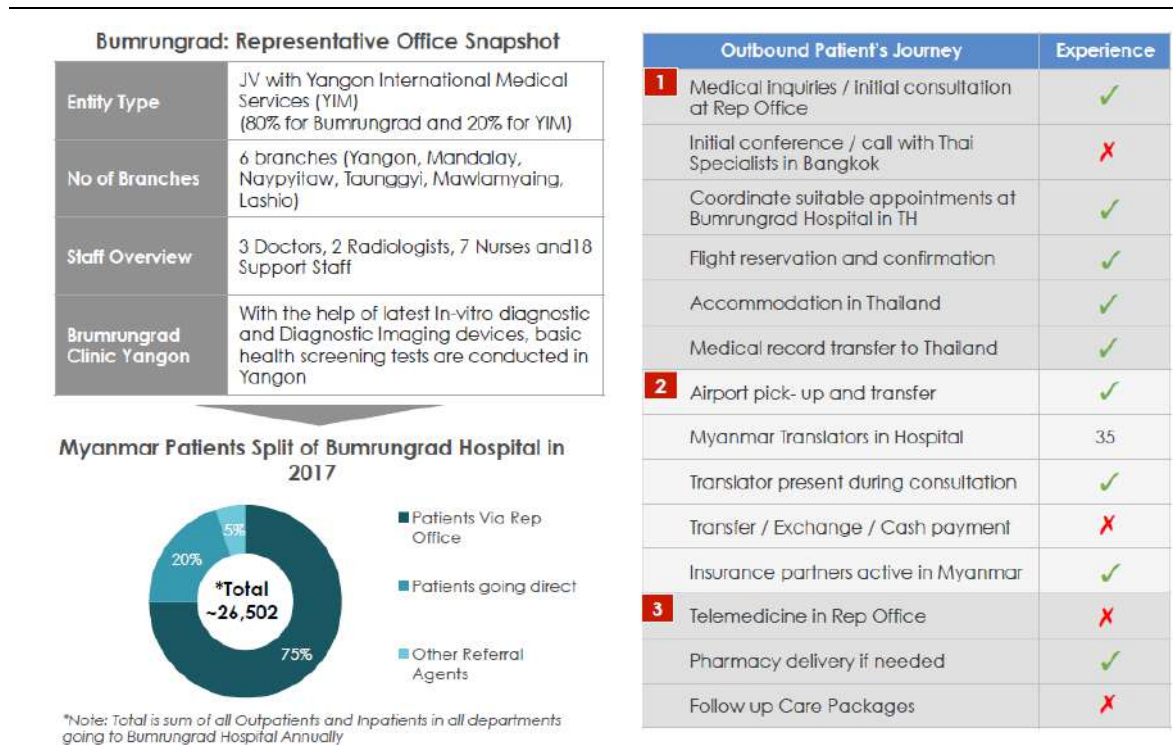 Bumrungrad: Representative Office Snapshot
Entity Type
JV with Yangon International Medical
Services (YIM)
(80% for Bumrungrad and 20% for YIM)
No of Branches
6 branches (Yangon, Mandalay,
Naypyitaw, Taunggyi, Mawlamyaing,
Lashio)
Staff Overview
3 Doctors, 2 Radiologists, 7 Nurses and18
Support Staff
Brumrungrad
Clinic Yangon
With the help of latest In-vitro diagnostic
and Diagnostic Imaging devices, basic
health screening tests are conducted in
Yangon
Myanmar Patients Split of Bumrungrad Hospital in
2017
5%
20%
*Total
~26,502
75%
Patients Via Rep
Office
Patients going direct
Other Referral
Agents
*Note: Total is sum of all Outpatients and Inpatients in all departments
going to Bumrungrad Hospital Annually
Outbound Patient's Journey Experience
1 Medical inquiries / initial consultation
at Rep Office ✓
Initial conference / call with Thai
Specialists in Bangkok ✗
Coordinate suitable appointments at
Bumrungrad Hospital in TH ✓
Flight reservation and confirmation ✓
Accommodation in Thailand ✓
Medical record transfer to Thailand ✓
2 Airport pick- up and transfer ✓
Myanmar Translators in Hospital 35
Translator present during consultation ✓
Transfer / Exchange / Cash payment ✗
Insurance partners active in Myanmar ✓
3 Telemedicine in Rep Office ✗
Pharmacy delivery if needed ✓
Follow up Care Packages ✗